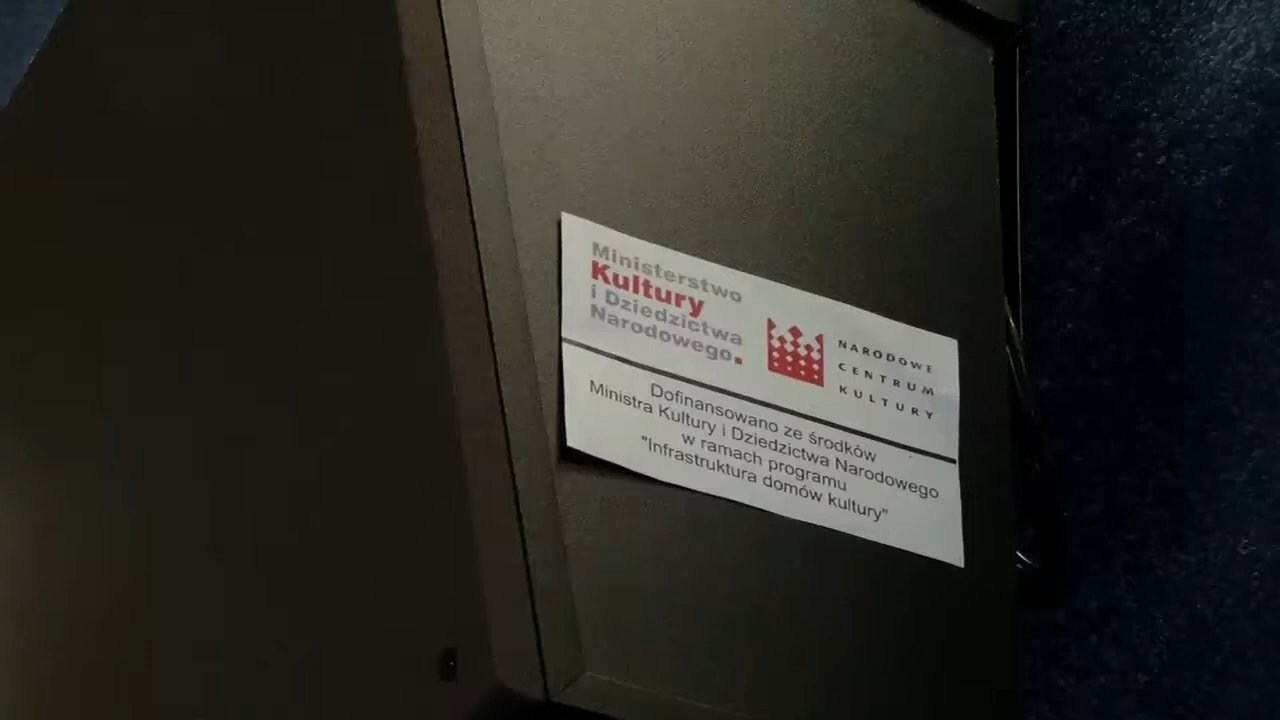 Ministerstwo
Kultury
i Dziedzictwa
Narodowego.
NARODOWE
CENTRUM
KULTURY
Dofinansowano ze środków
Ministra Kultury i Dziedzictwa Narodowego
w ramach programu
"Infrastruktura domów kultury"